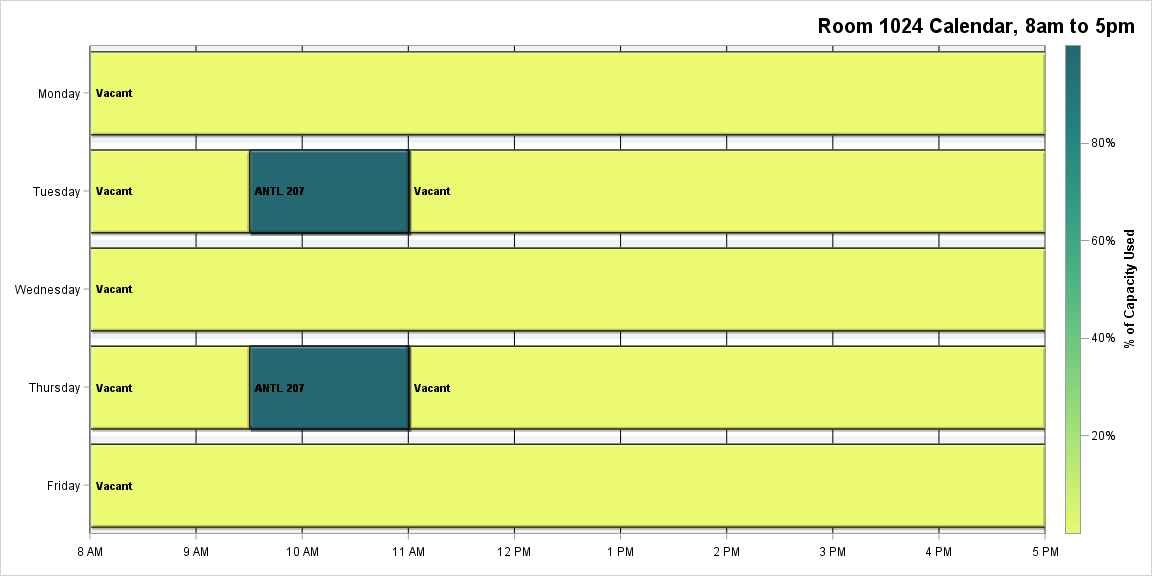 Room 1024 Calendar, 8am to 5pm
Monday
Vacant
Tuesday
Vacant
ANTL 207
Vacant
Wednesday
Vacant
Thursday
Vacant
ANTL 207
Vacant
Friday
Vacant
8 AM
9 AM
10 AM
11 AM
12 PM
1 PM
2 PM
3 PM
4 PM
5 PM
80%
60%
40%
20%
% of Capacity Used